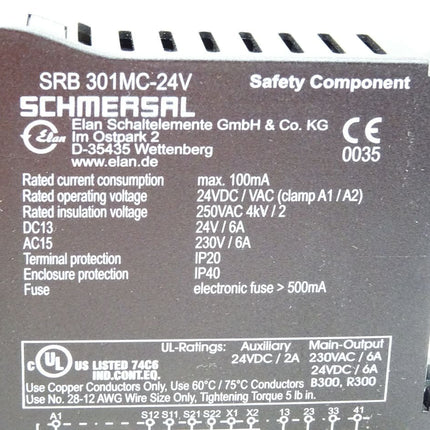 SRB 301MC-24V Safety Component
SCHMERSAL
Elan Elan Schaltelemente GmbH & Co. KG
Im Ostpark 2
D-35435 Wettenberg
www.elan.de
CE
0035
Rated current consumption max. 100mA
Rated operating voltage 24VDC / VAC (clamp A1 / A2)
Rated insulation voltage 250VAC 4kV / 2
DC13 24V / 6A
AC15 230V / 6A
Terminal protection IP20
Enclosure protection IP40
Fuse electronic fuse > 500mA
UL-Ratings: Auxiliary Main-Output
24VDC / 2A 230VAC / 6A
24VDC / 6A
B300, R300
c UL US LISTED 74C6
IND.CONT.EQ.
Use Copper Conductors Only, Use 60°C / 75°C Conductors
Use No. 28-12 AWG Wire Size Only, Tightening Torque 5 lb in.
A1 S12 S11 S21 S22 X1 X2 13 23 33 41